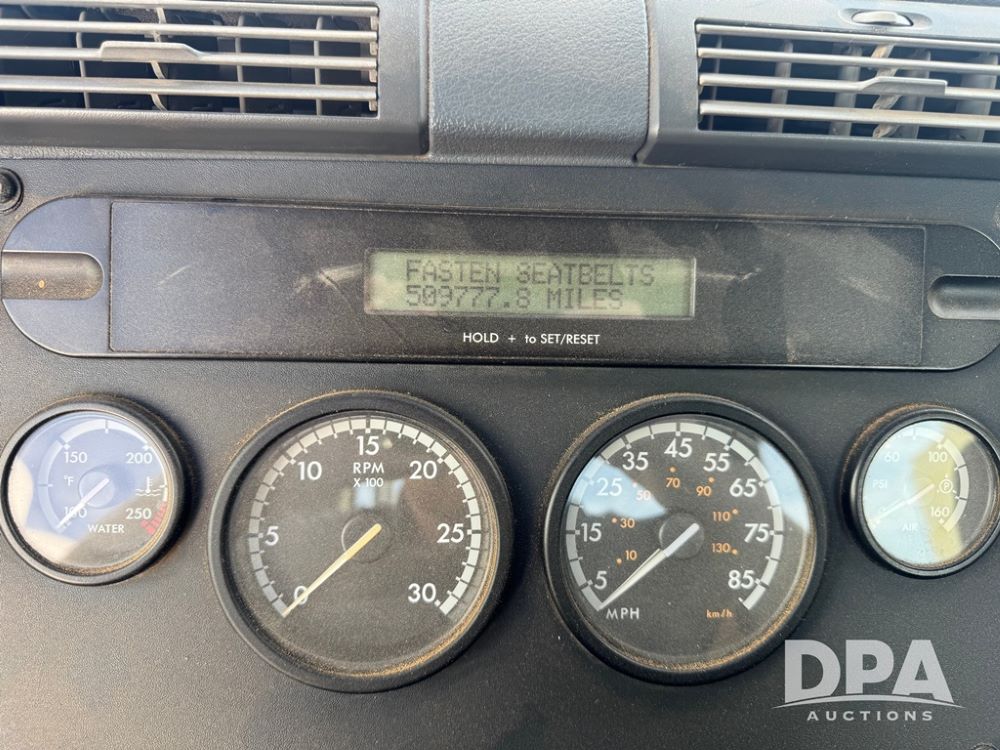 FASTEN SEATBELTS
509777.8 MILES
HOLD + to SET/RESET
150 200
°F
100 250
WATER
15
10 20
RPM
X 100
5 25
0 30
45
35 55
70
25 50 90 65
15 30 110 75
10 130
5 85
MPH km/h
60 100
PSI P
0 160
AIR
DPA
AUCTIONS